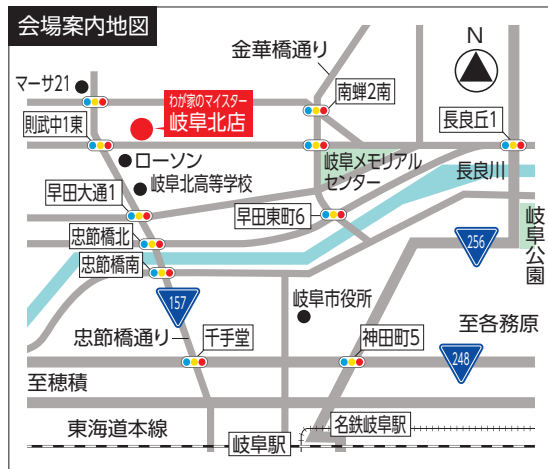 会場案内地図
金華橋通り
N
マーサ21
わが家のマイスター
岐阜北店
南蝉2南
則武中1東
長良丘1
ローソン
岐阜メモリアル
センター
長良川
岐阜北高等学校
早田大通1
早田東町6
岐阜公園
忠節橋北
256
忠節橋南
157
岐阜市役所
至各務原
忠節橋通り
千手堂
神田町5
248
至穂積
東海道本線
名鉄岐阜駅
岐阜駅